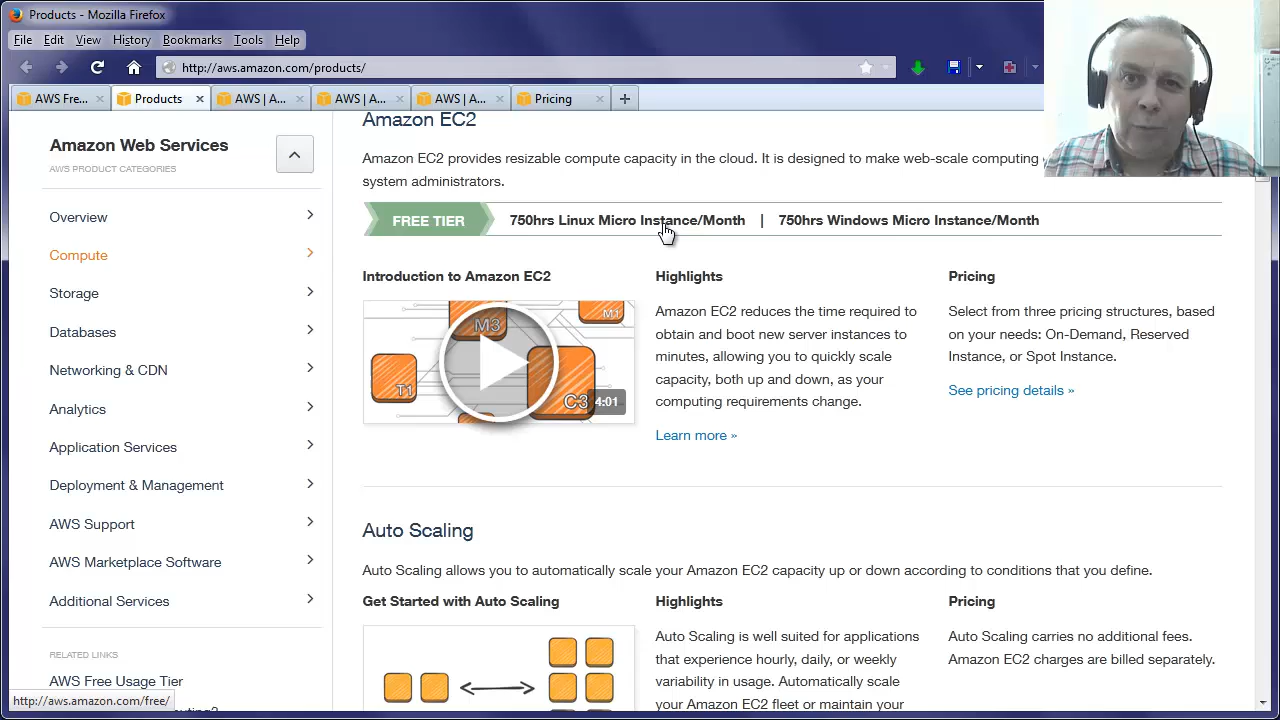 Products - Mozilla Firefox
File Edit View History Bookmarks Tools Help
http://aws.amazon.com/products/
AWS Fre... × Products × AWS | A... × AWS | A... × AWS | A... × Pricing × +
Amazon Web Services
AWS PRODUCT CATEGORIES
Overview
Compute
Storage
Databases
Networking & CDN
Analytics
Application Services
Deployment & Management
AWS Support
AWS Marketplace Software
Additional Services
RELATED LINKS
AWS Free Usage Tier
http://aws.amazon.com/free/
Amazon EC2
Amazon EC2 provides resizable compute capacity in the cloud. It is designed to make web-scale computing
system administrators.
FREE TIER 750hrs Linux Micro Instance/Month | 750hrs Windows Micro Instance/Month
Introduction to Amazon EC2
M3
M1
T1
C3
4:01
Highlights
Amazon EC2 reduces the time required to
obtain and boot new server instances to
minutes, allowing you to quickly scale
capacity, both up and down, as your
computing requirements change.
Learn more »
Pricing
Select from three pricing structures, based
on your needs: On-Demand, Reserved
Instance, or Spot Instance.
See pricing details »
Auto Scaling
Auto Scaling allows you to automatically scale your Amazon EC2 capacity up or down according to conditions that you define.
Get Started with Auto Scaling
Highlights
Auto Scaling is well suited for applications
that experience hourly, daily, or weekly
variability in usage. Automatically scale
your Amazon EC2 fleet or maintain your
Pricing
Auto Scaling carries no additional fees.
Amazon EC2 charges are billed separately.